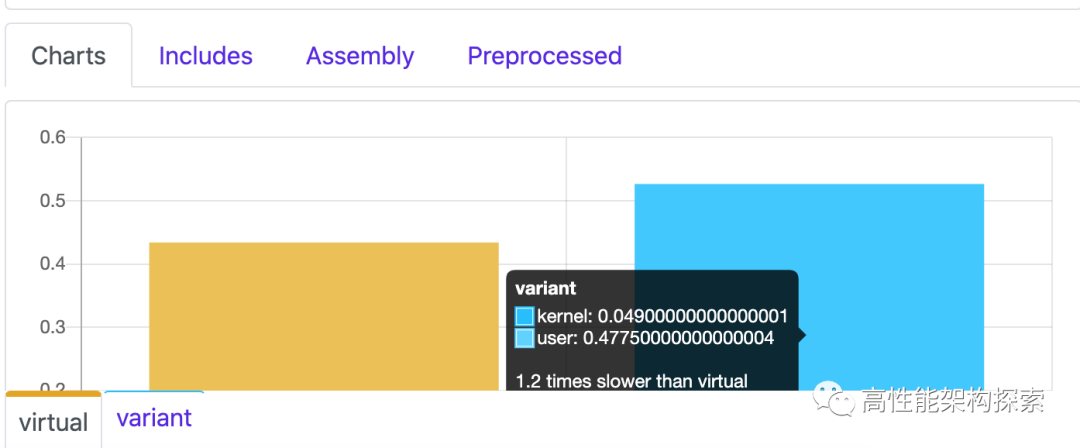 Charts Includes Assembly Preprocessed
0.6
0.5
0.4
0.3
0.2
variant
kernel: 0.04900000000000001
user: 0.47750000000000004
1.2 times slower than virtual
virtual variant
高性能架构探索